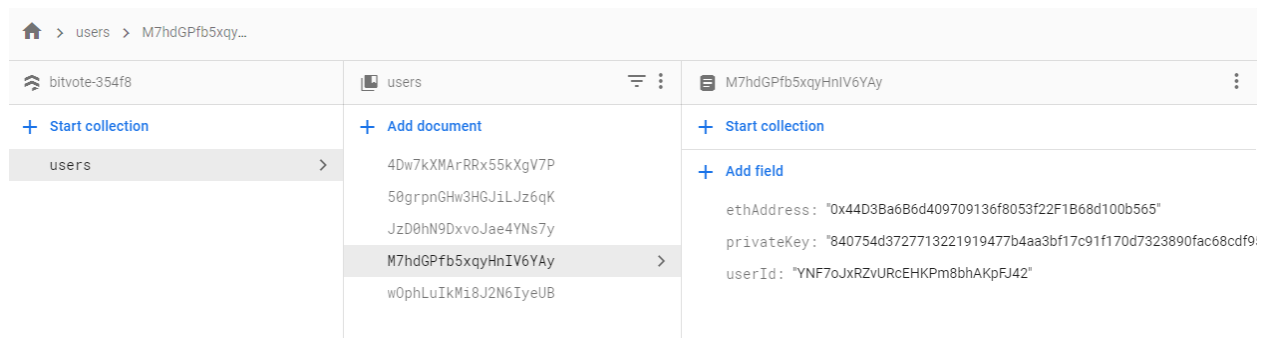 users M7hdGPfb5xqy...
bitvote-354f8
Start collection
users
users
Add document
4Dw7kXMArRRx55kXgV7P
50grpnGHw3HGJiLJz6qK
JzD0hN9DxvoJae4YNs7y
M7hdGPfb5xqyHnIV6YAy
wOphLuIkMi8J2N6IyeUB
M7hdGPfb5xqyHnIV6YAy
Start collection
Add field
ethAddress: "0x44D3Ba6B6d409709136f8053f22F1B68d100b565"
privateKey: "840754d3727713221919477b4aa3bf17c91f170d7323890fac68cdf9
userId: "YNF7oJxRZvURcEHKPm8bhAKpFJ42"